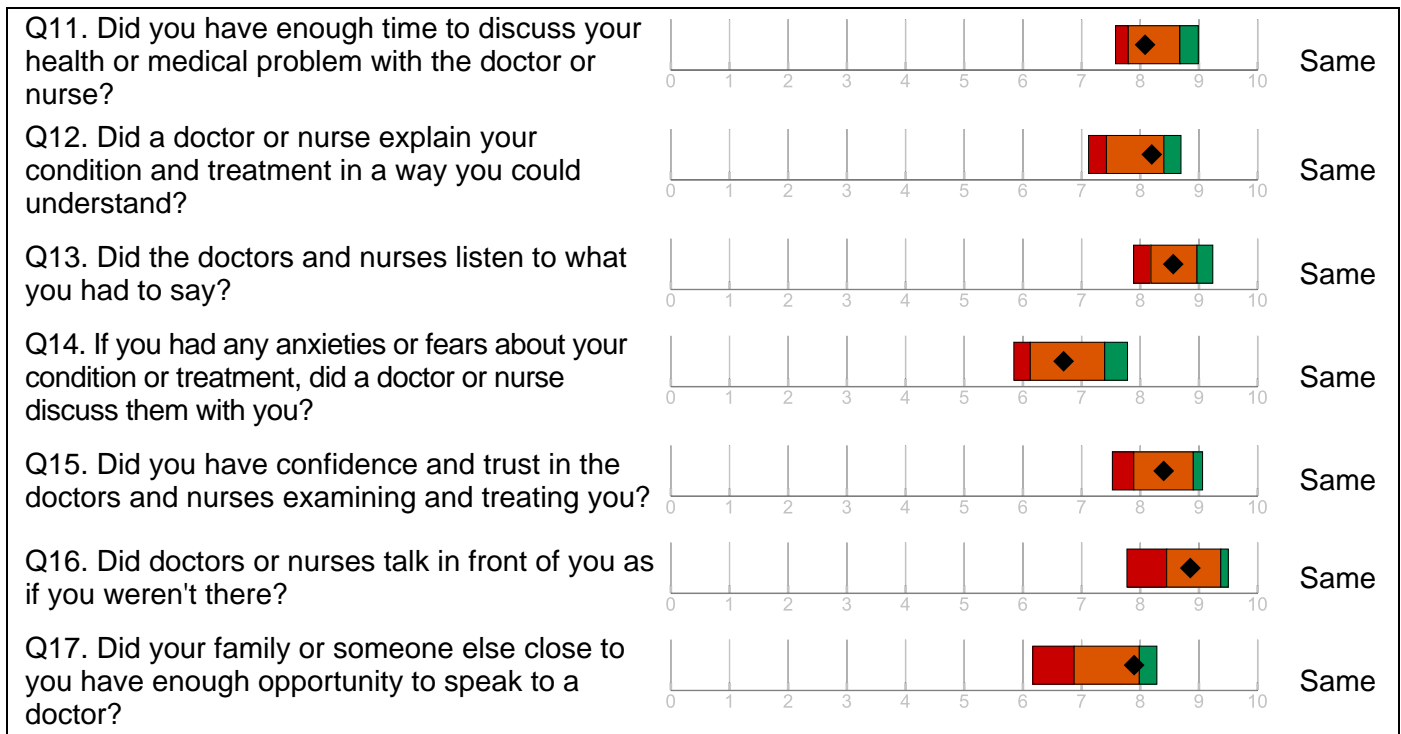 Q11. Did you have enough time to discuss your
health or medical problem with the doctor or
nurse?
0 1 2 3 4 5 6 7 8 9 10
Same
Q12. Did a doctor or nurse explain your
condition and treatment in a way you could
understand?
0 1 2 3 4 5 6 7 8 9 10
Same
Q13. Did the doctors and nurses listen to what
you had to say?
0 1 2 3 4 5 6 7 8 9 10
Same
Q14. If you had any anxieties or fears about your
condition or treatment, did a doctor or nurse
discuss them with you?
0 1 2 3 4 5 6 7 8 9 10
Same
Q15. Did you have confidence and trust in the
doctors and nurses examining and treating you?
0 1 2 3 4 5 6 7 8 9 10
Same
Q16. Did doctors or nurses talk in front of you as
if you weren't there?
0 1 2 3 4 5 6 7 8 9 10
Same
Q17. Did your family or someone else close to
you have enough opportunity to speak to a
doctor?
0 1 2 3 4 5 6 7 8 9 10
Same